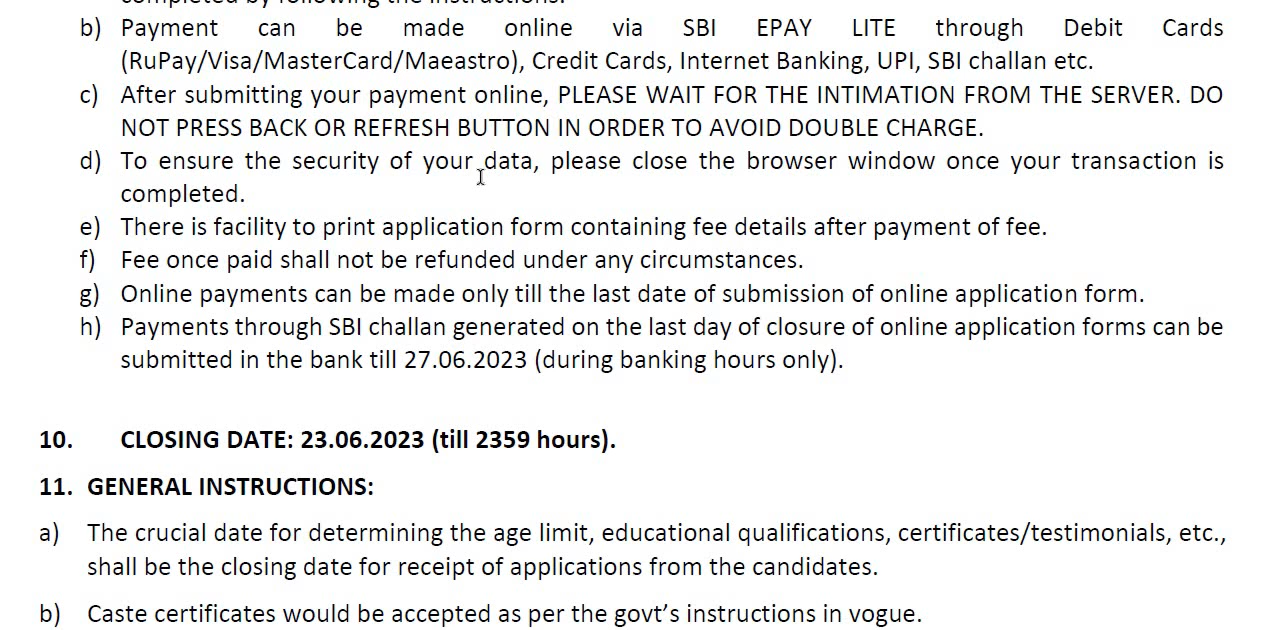 completed by following the instructions.
b) Payment can be made online via SBI EPAY LITE through Debit Cards
(RuPay/Visa/MasterCard/Maeastro), Credit Cards, Internet Banking, UPI, SBI challan etc.
c) After submitting your payment online, PLEASE WAIT FOR THE INTIMATION FROM THE SERVER. DO
NOT PRESS BACK OR REFRESH BUTTON IN ORDER TO AVOID DOUBLE CHARGE.
d) To ensure the security of your data, please close the browser window once your transaction is
completed.
e) There is facility to print application form containing fee details after payment of fee.
f) Fee once paid shall not be refunded under any circumstances.
g) Online payments can be made only till the last date of submission of online application form.
h) Payments through SBI challan generated on the last day of closure of online application forms can be
submitted in the bank till 27.06.2023 (during banking hours only).
10. CLOSING DATE: 23.06.2023 (till 2359 hours).
11. GENERAL INSTRUCTIONS:
a) The crucial date for determining the age limit, educational qualifications, certificates/testimonials, etc.,
shall be the closing date for receipt of applications from the candidates.
b) Caste certificates would be accepted as per the govt’s instructions in vogue.